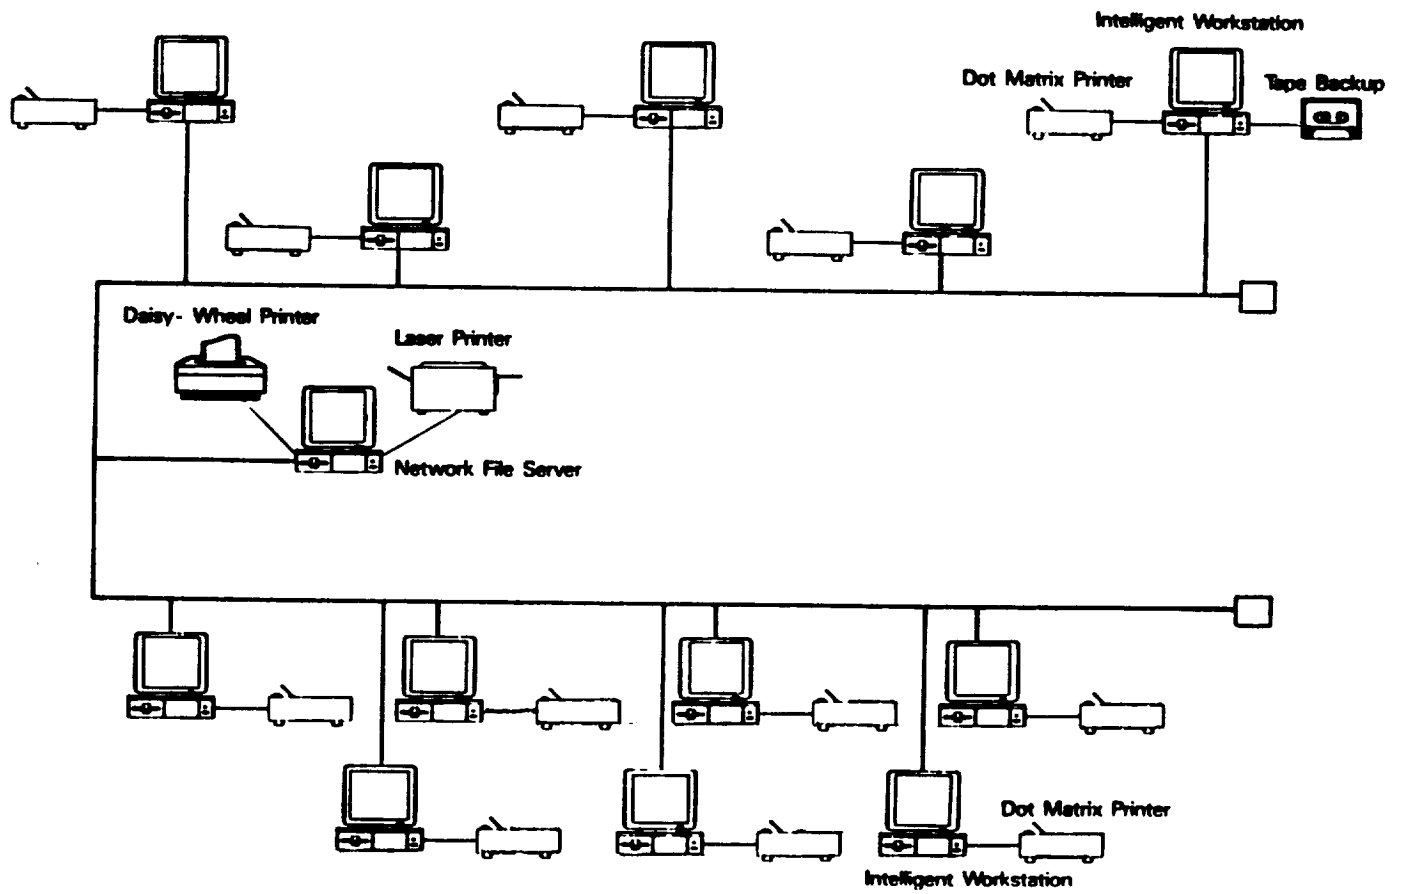 Intelligent Workstation
Dot Matrix Printer
Tape Backup
Daisy- Wheel Printer
Laser Printer
Network File Server
Dot Matrix Printer
Intelligent Workstation